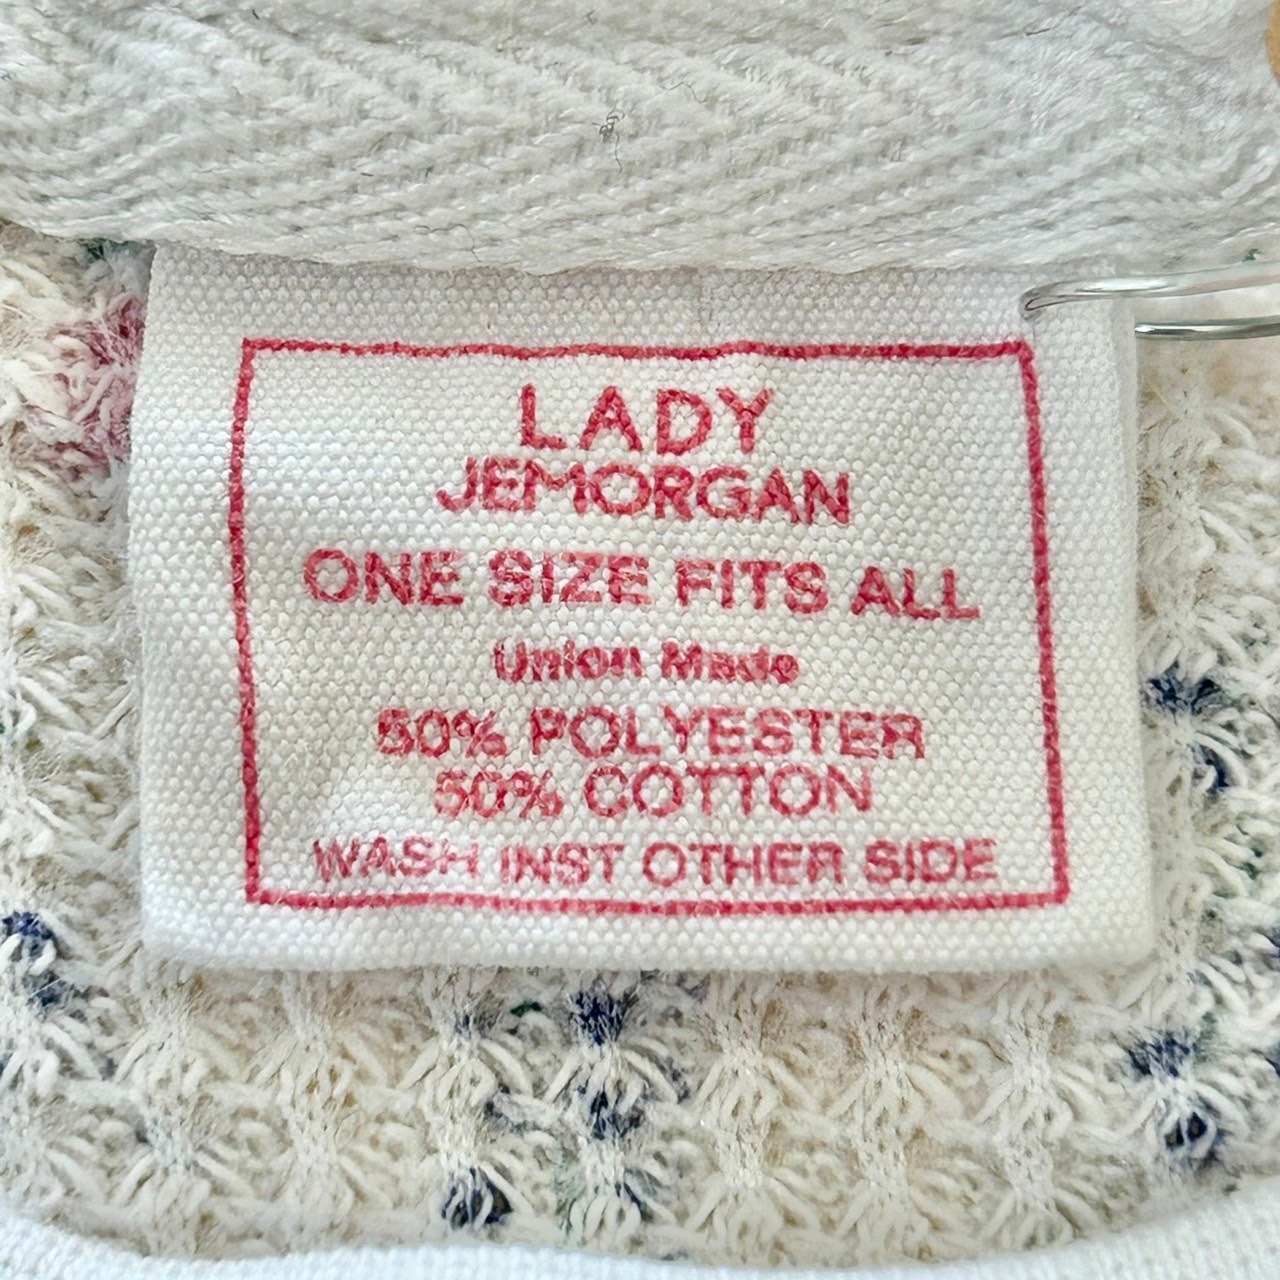 LADY
JEMORGAN
ONE SIZE FITS ALL
Union Made
50% POLYESTER
50% COTTON
WASH INST OTHER SIDE